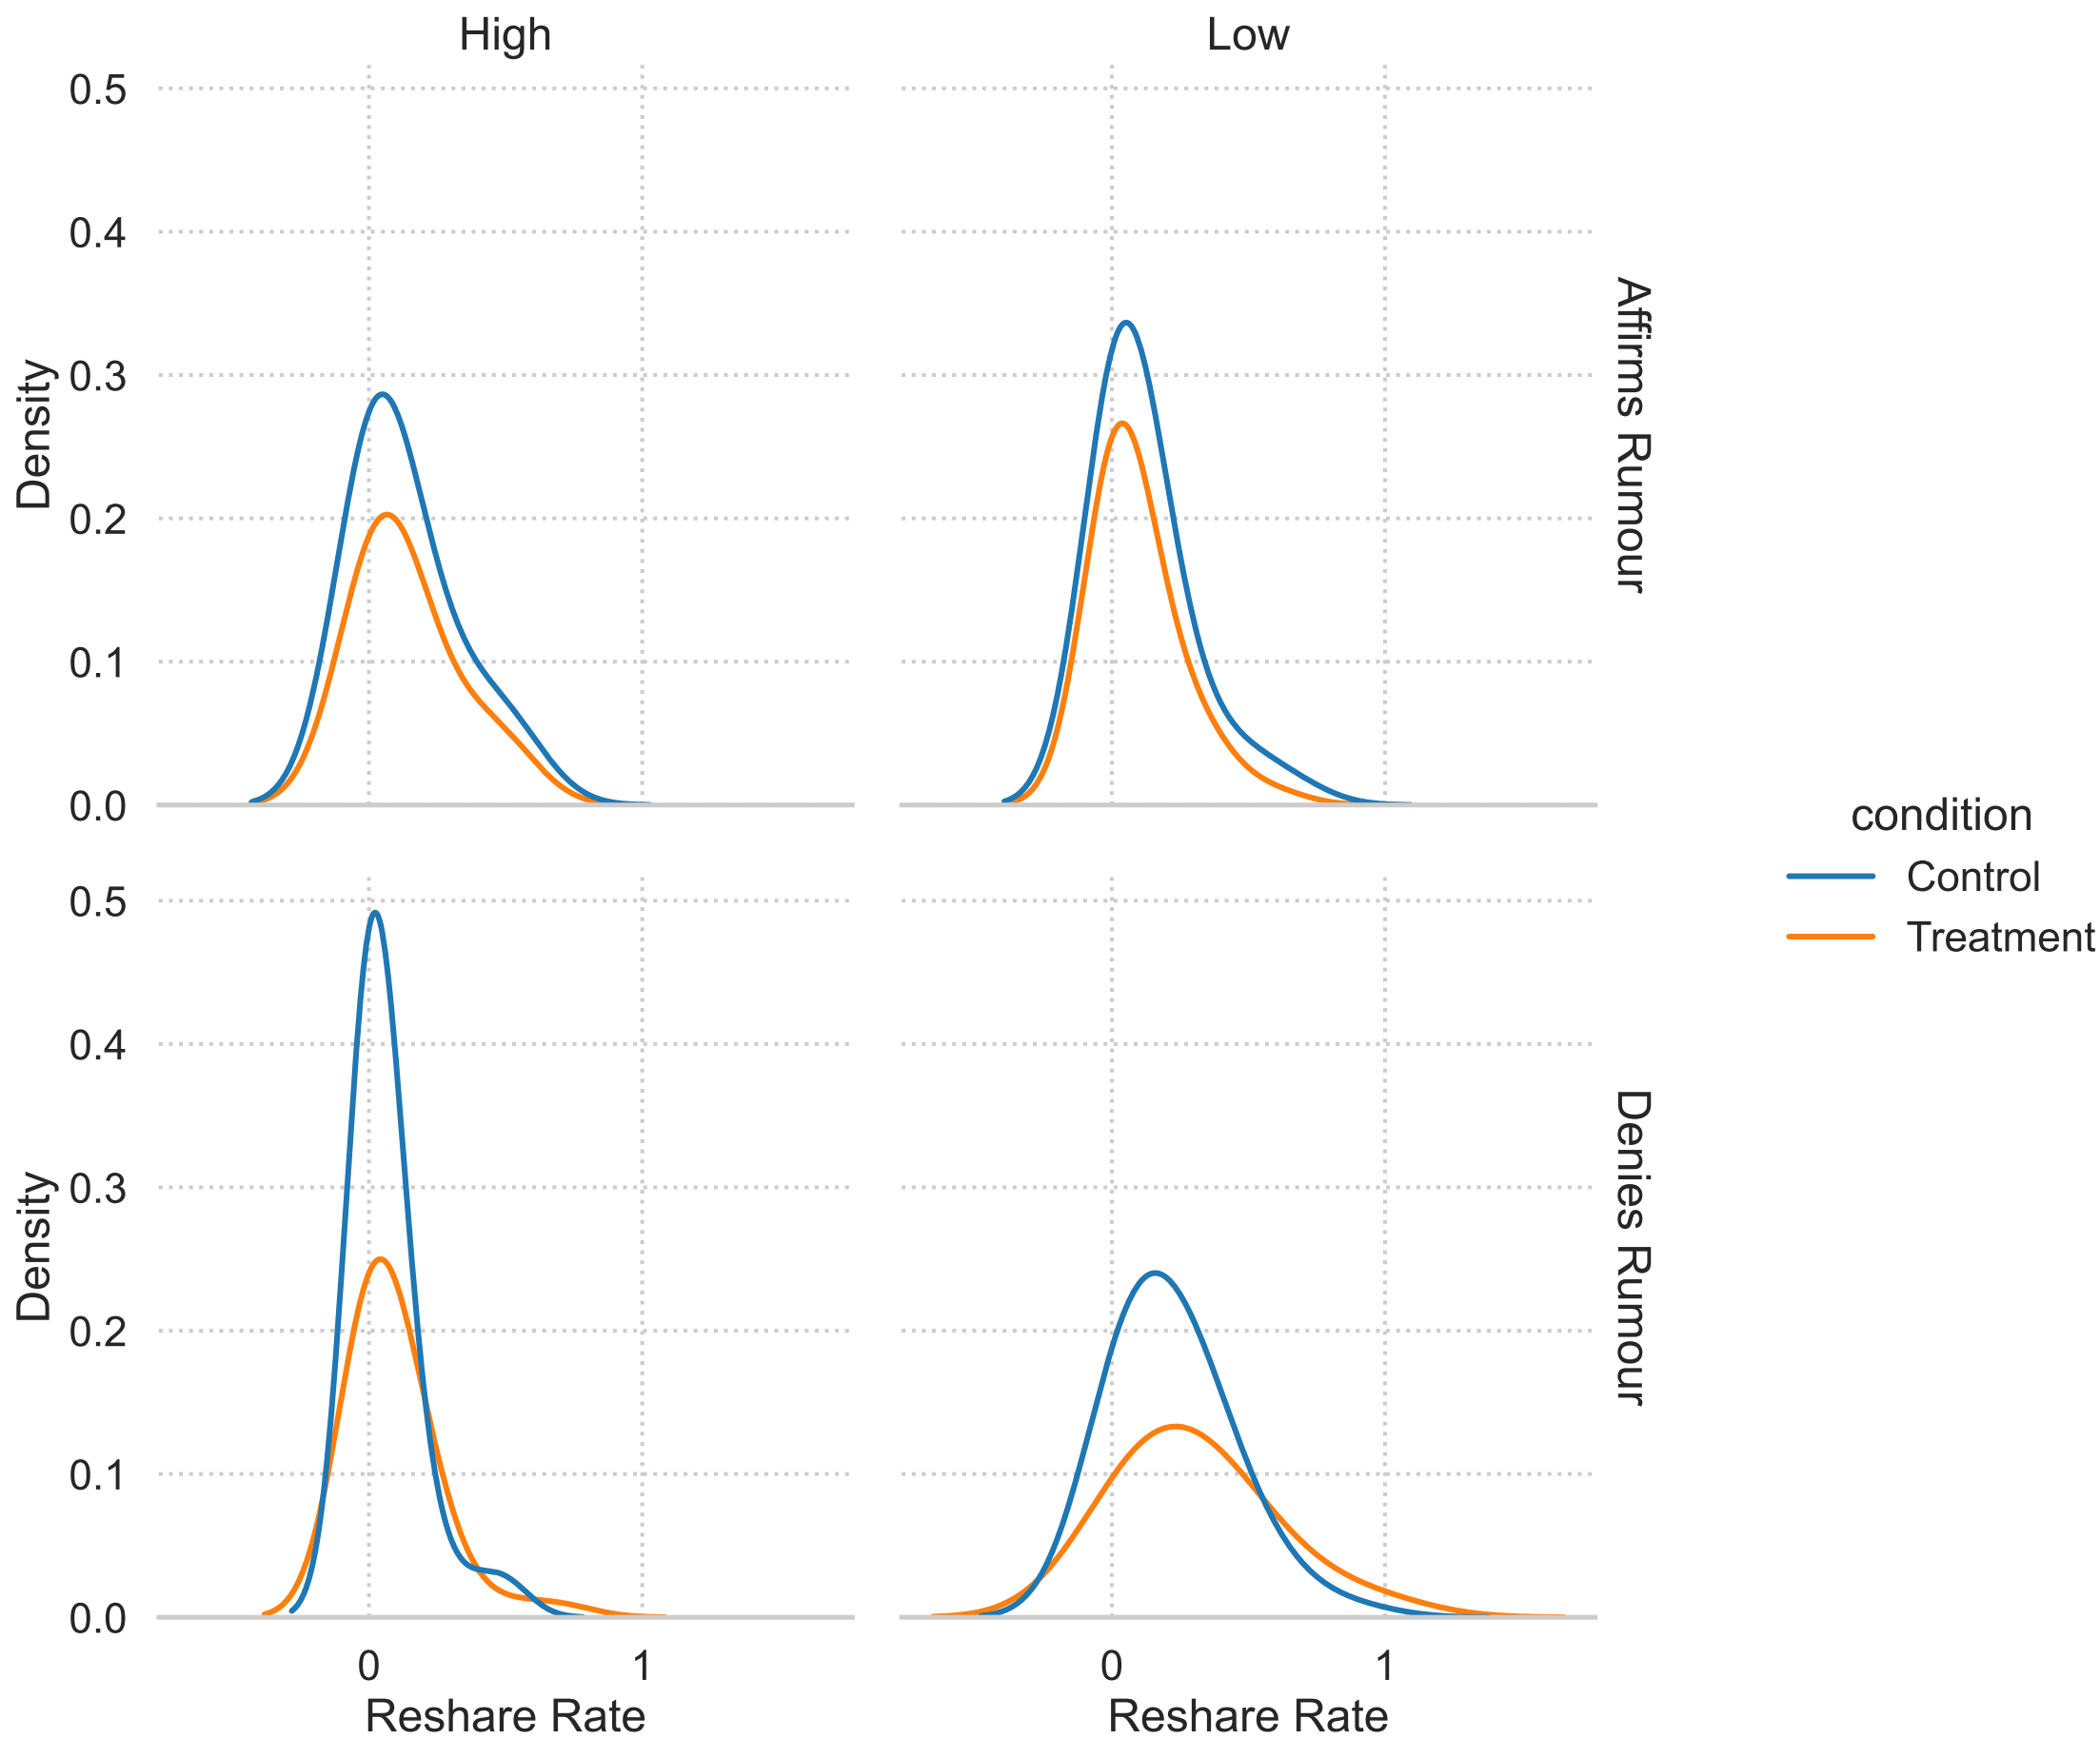 High
Low
0.5
0.4
0.3
0.2
0.1
0.0
Density
Affirms Rumour
0.5
0.4
0.3
0.2
0.1
0.0
Density
Denies Rumour
0
1
0
1
Reshare Rate
Reshare Rate
condition
Control
Treatment